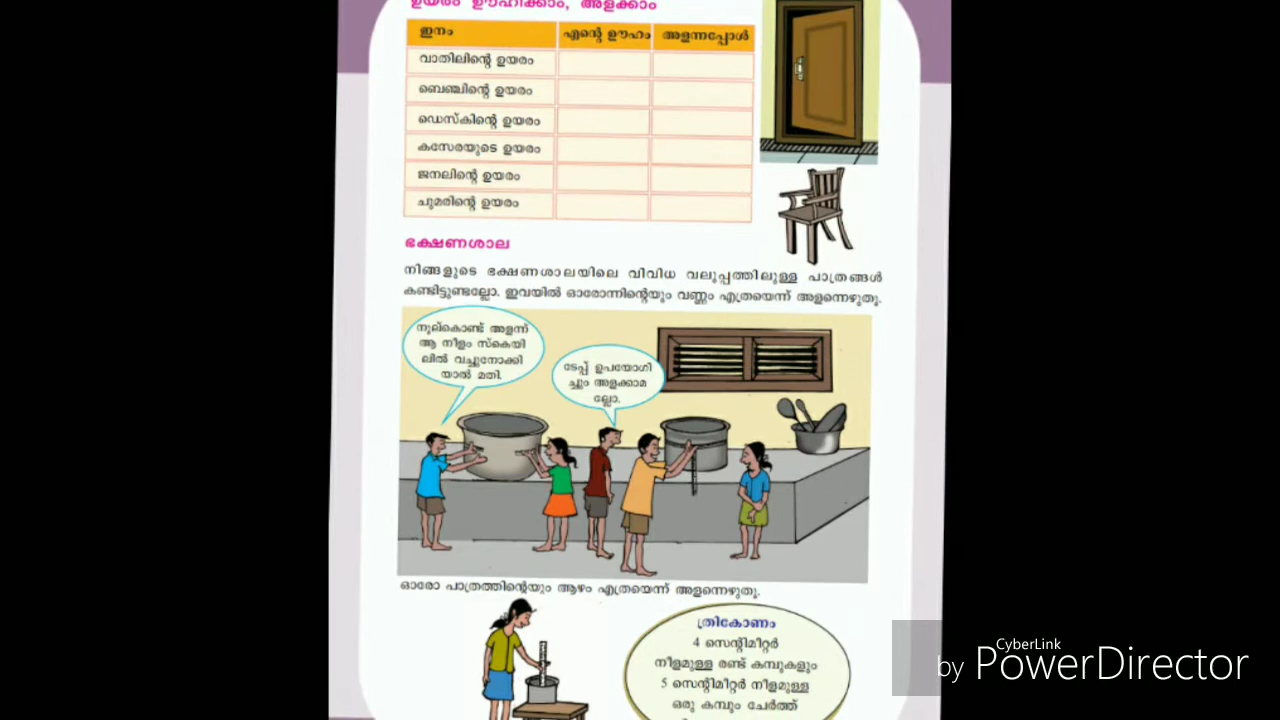 ഉയരം ഊഹിക്കാം, അളക്കാം
ഇനം എന്റെ ഊഹം അളന്നപ്പോൾ
വാതിലിന്റെ ഉയരം
ബെഞ്ചിന്റെ ഉയരം
ഡെസ്കിന്റെ ഉയരം
കസേരയുടെ ഉയരം
ജനലിന്റെ ഉയരം
ചുമരിന്റെ ഉയരം
ഭക്ഷണശാല
നിങ്ങളുടെ ഭക്ഷണശാലയിലെ വിവിധ വലുപ്പത്തിലുള്ള പാത്രങ്ങൾ
കണ്ടിട്ടുണ്ടല്ലോ. ഇവയിൽ ഓരോന്നിന്റെയും വണ്ണം എത്രയെന്ന് അളന്നെഴുതൂ.
നൂല്കൊണ്ട് അളന്ന്
ആ നീളം സ്കെയി
ലിൽ വച്ചുനോക്കി
യാൽ മതി.
ടേപ്പ് ഉപയോഗി
ച്ചും അളക്കാമ
ല്ലോ.
ഓരോ പാത്രത്തിന്റെയും ആഴം എത്രയെന്ന് അളന്നെഴുതൂ.
ത്രികോണം
4 സെന്റിമീറ്റർ
നീളമുള്ള രണ്ട് കമ്പുകളും
5 സെന്റിമീറ്റർ നീളമുള്ള
ഒരു കമ്പും ചേർത്ത്
CyberLink
by PowerDirector